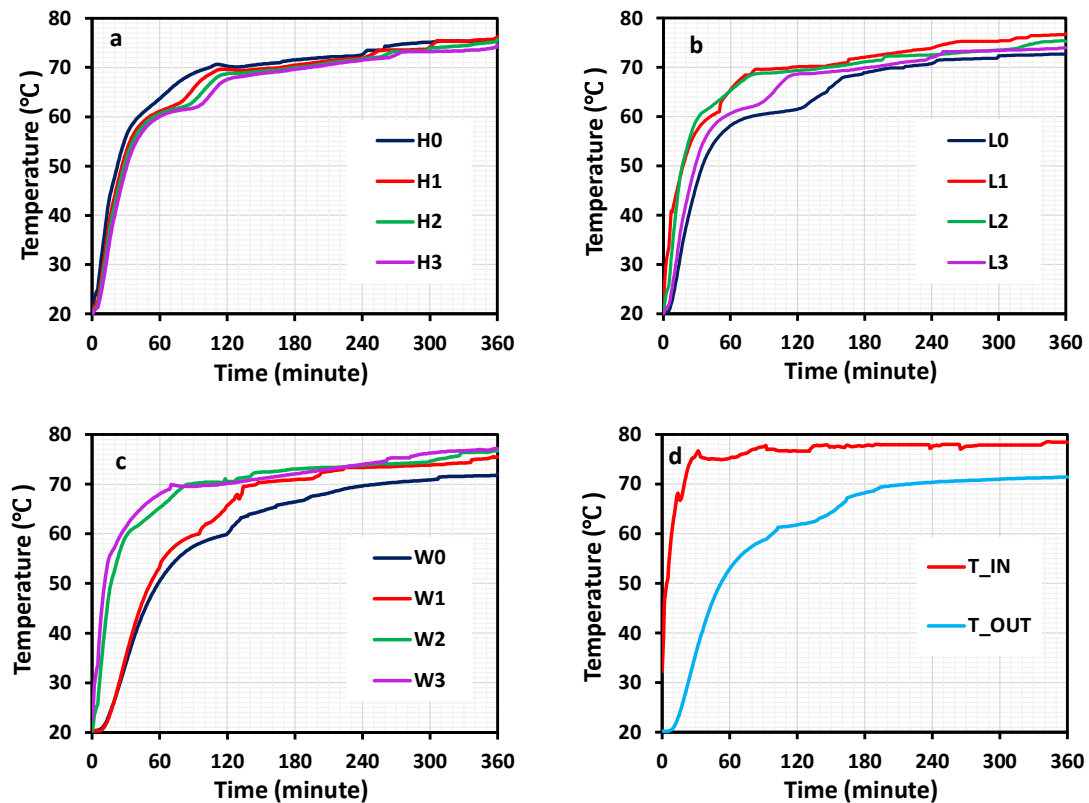 a
80
70
60
50
40
30
20
Temperature (℃)
H0
H1
H2
H3
0 60 120 180 240 300 360
Time (minute)
b
80
70
60
50
40
30
20
Temperature (℃)
L0
L1
L2
L3
0 60 120 180 240 300 360
Time (minute)
c
80
70
60
50
40
30
20
Temperature (℃)
W0
W1
W2
W3
0 60 120 180 240 300 360
Time (minute)
d
80
70
60
50
40
30
20
Temperature (℃)
T_IN
T_OUT
0 60 120 180 240 300 360
Time (minute)